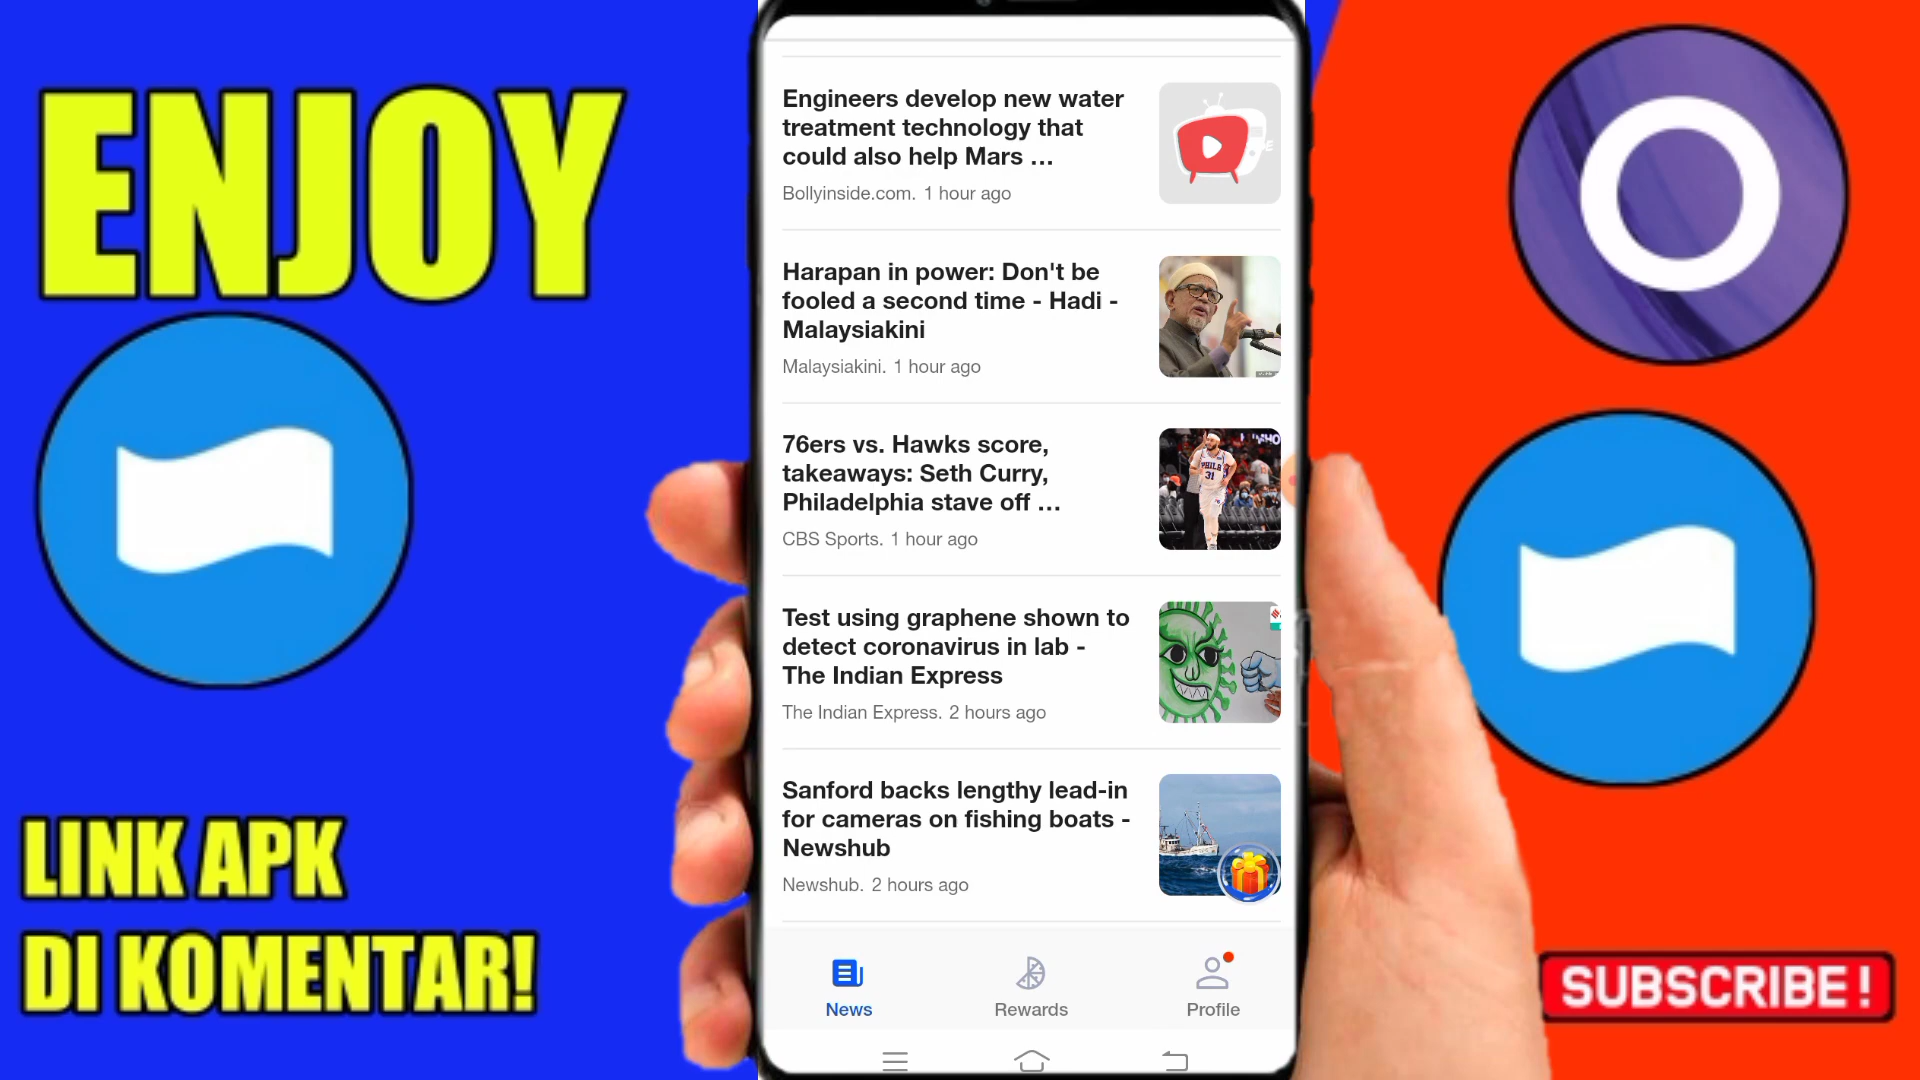 ENJOY
LINK APK
DI KOMENTAR!
Engineers develop new water
treatment technology that
could also help Mars ...
Bollyinside.com. 1 hour ago
Harapan in power: Don't be
fooled a second time - Hadi -
Malaysiakini
Malaysiakini. 1 hour ago
76ers vs. Hawks score,
takeaways: Seth Curry,
Philadelphia stave off ...
CBS Sports. 1 hour ago
PHILA
31
Test using graphene shown to
detect coronavirus in lab -
The Indian Express
The Indian Express. 2 hours ago
Sanford backs lengthy lead-in
for cameras on fishing boats -
Newshub
Newshub. 2 hours ago
News
Rewards
Profile
SUBSCRIBE!